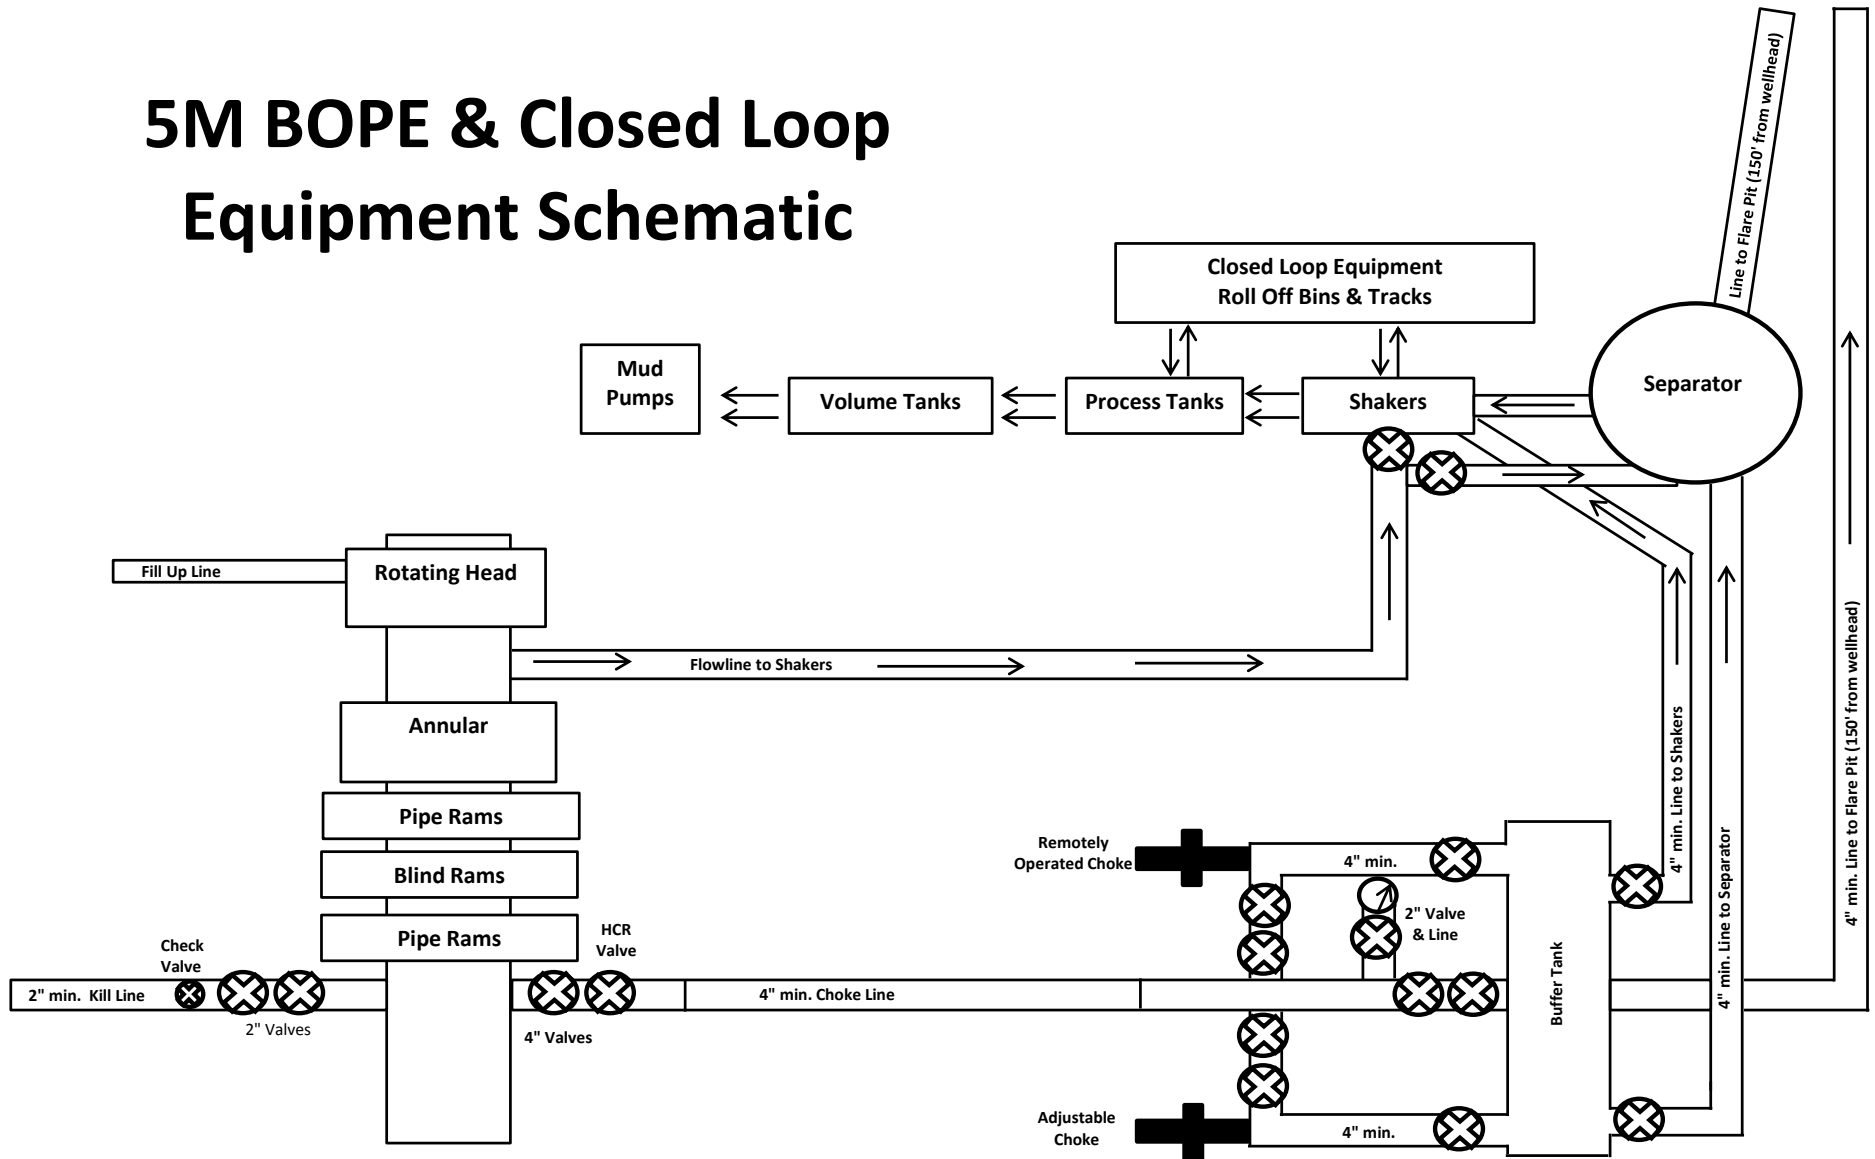 5M BOPE & Closed Loop
Equipment Schematic
Line to Flare Pit (150' from wellhead)
Closed Loop Equipment
Roll Off Bins & Tracks
Mud
Pumps
Volume Tanks
Process Tanks
Shakers
Separator
Fill Up Line
Rotating Head
Flowline to Shakers
Annular
Pipe Rams
Blind Rams
Pipe Rams
Check
Valve
HCR
Valve
2" min. Kill Line
2" Valves
4" Valves
4" min. Choke Line
Remotely
Operated Choke
4" min.
2" Valve
& Line
Adjustable
Choke
4" min.
Buffer Tank
4" min. Line to Shakers
4" min. Line to Separator
4" min. Line to Flare Pit (150' from wellhead)